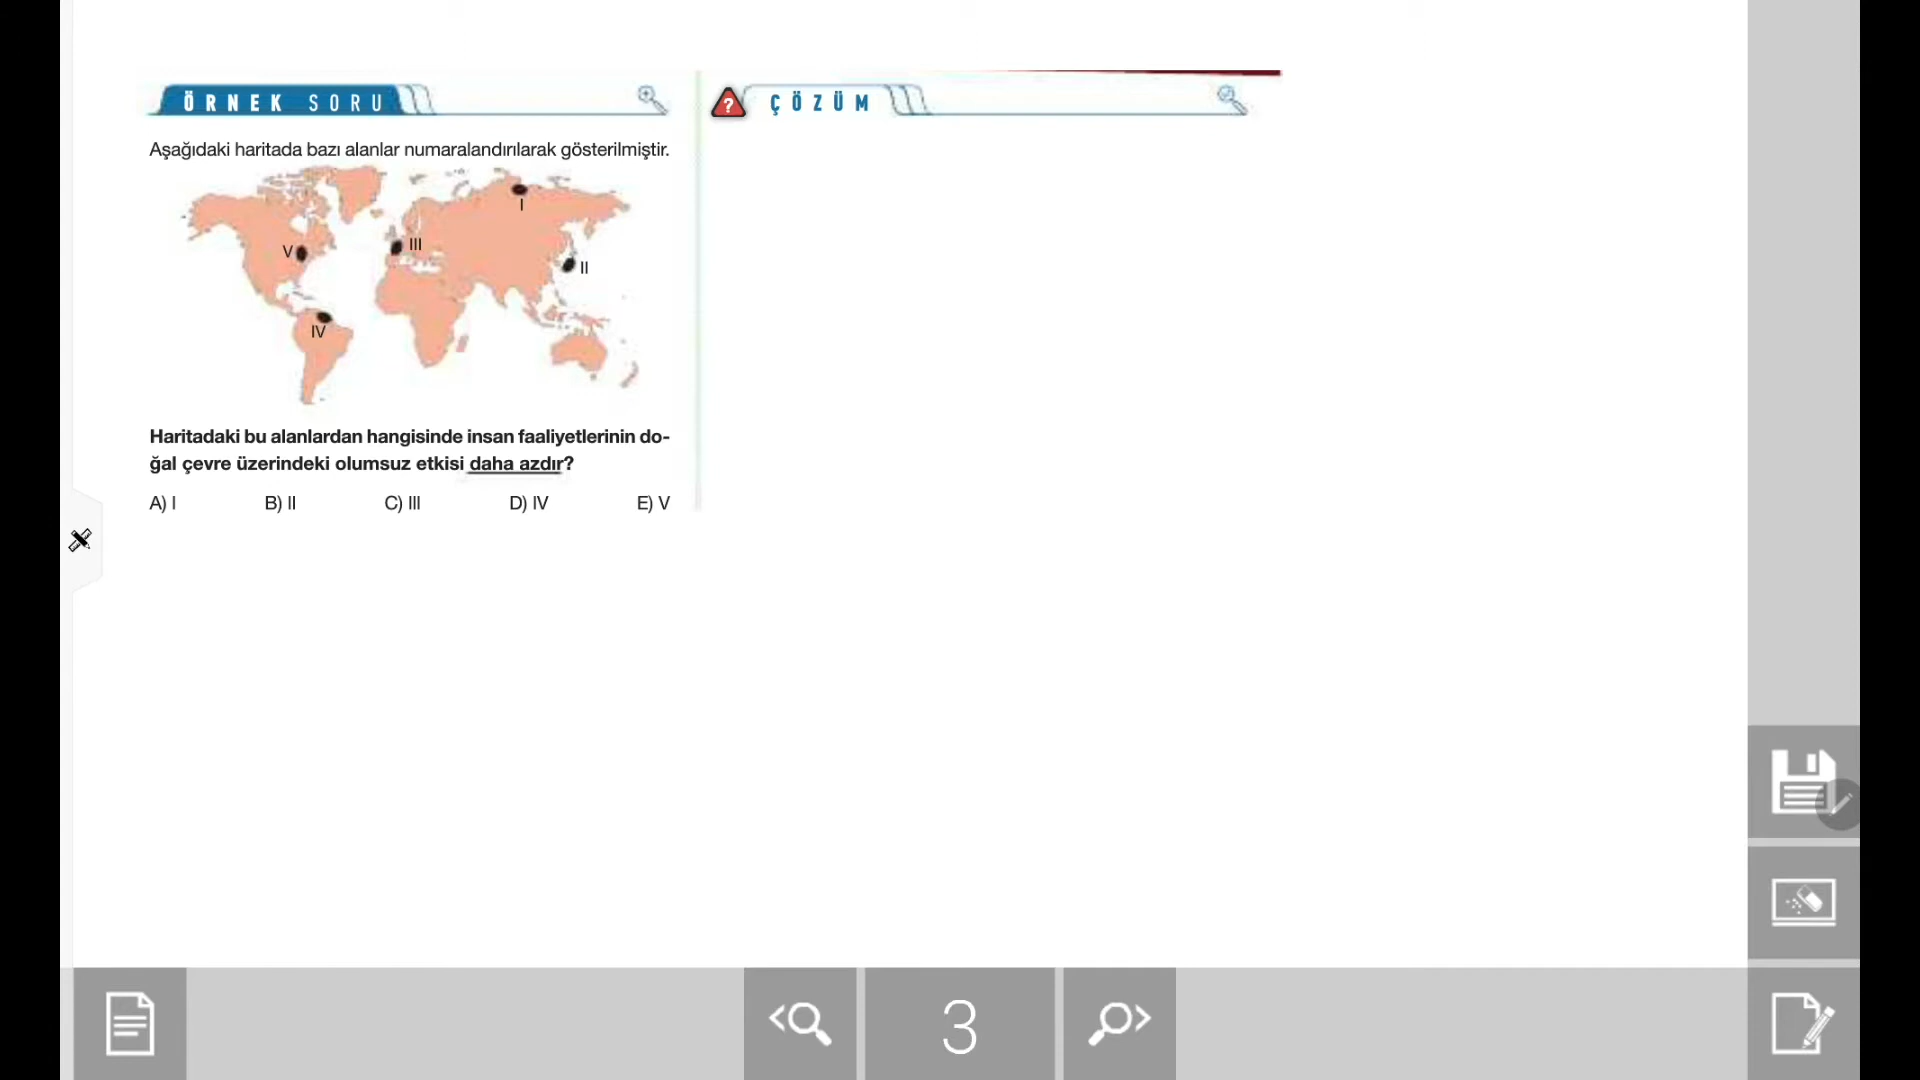 ÖRNEK SORU
Aşağıdaki haritada bazı alanlar numaralandırılarak gösterilmiştir.
I
III
V
II
IV
Haritadaki bu alanlardan hangisinde insan faaliyetlerinin do-
ğal çevre üzerindeki olumsuz etkisi daha azdır?
A) I B) II C) III D) IV E) V
?
ÇÖZÜM
3